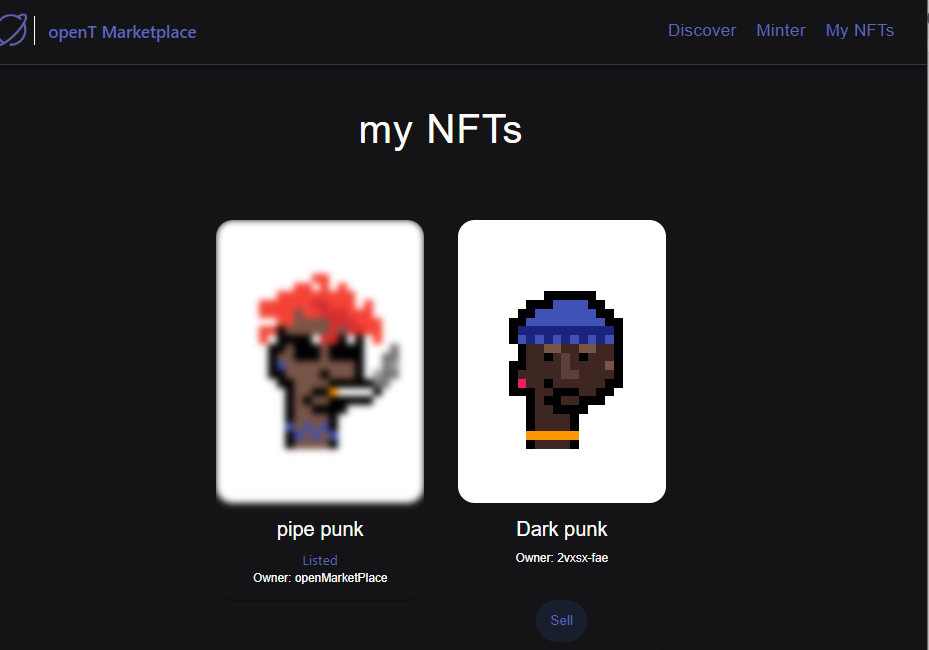 openT Marketplace
Discover Minter My NFTs
my NFTs
pipe punk
Listed
Owner: openMarketPlace
Dark punk
Owner: 2vxsx-fae
Sell